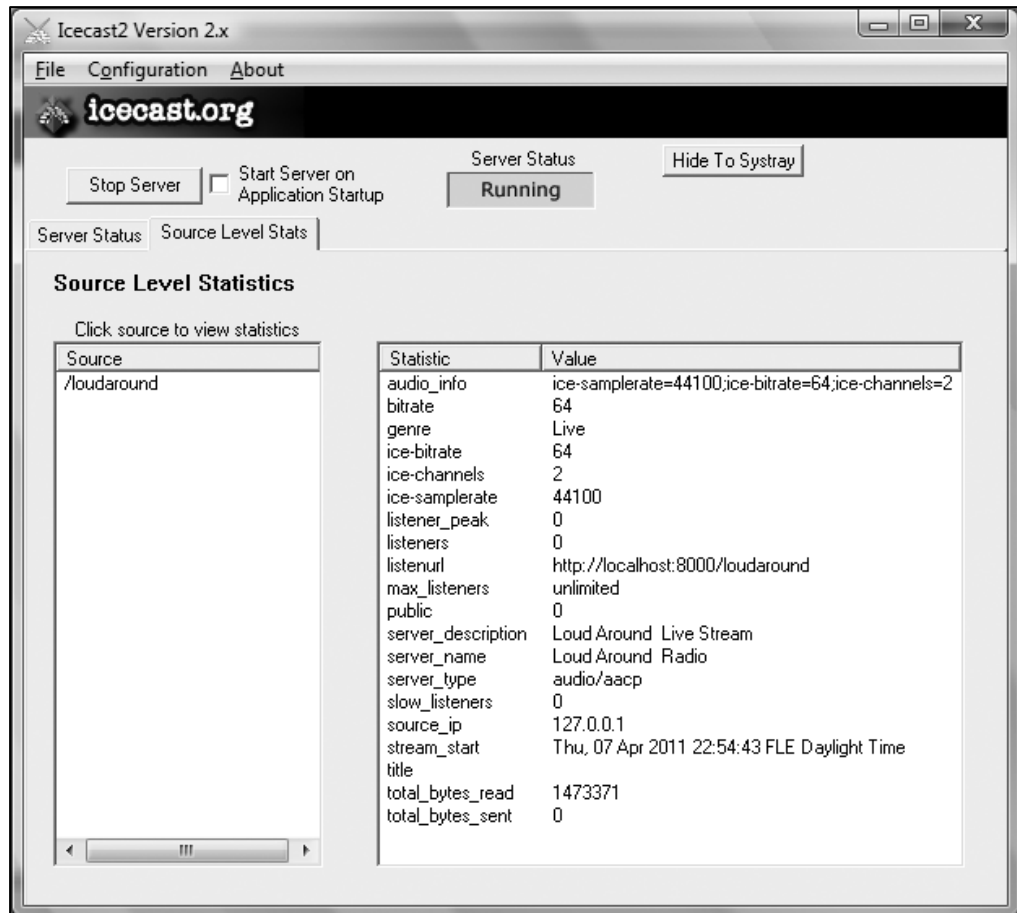 Icecast2 Version 2.x
File Configuration About
icecast.org
Stop Server
Start Server on
Application Startup
Server Status
Running
Hide To Systray
Server Status Source Level Stats
Source Level Statistics
Click source to view statistics
Source
/loudaround
Statistic Value
audio_info ice-samplerate=44100;ice-bitrate=64;ice-channels=2
bitrate 64
genre Live
ice-bitrate 64
ice-channels 2
ice-samplerate 44100
listener_peak 0
listeners 0
listenurl http://localhost:8000/loudaround
max_listeners unlimited
public 0
server_description Loud Around Live Stream
server_name Loud Around Radio
server_type audio/aacp
slow_listeners 0
source_ip 127.0.0.1
stream_start Thu, 07 Apr 2011 22:54:43 FLE Daylight Time
title
total_bytes_read 1473371
total_bytes_sent 0